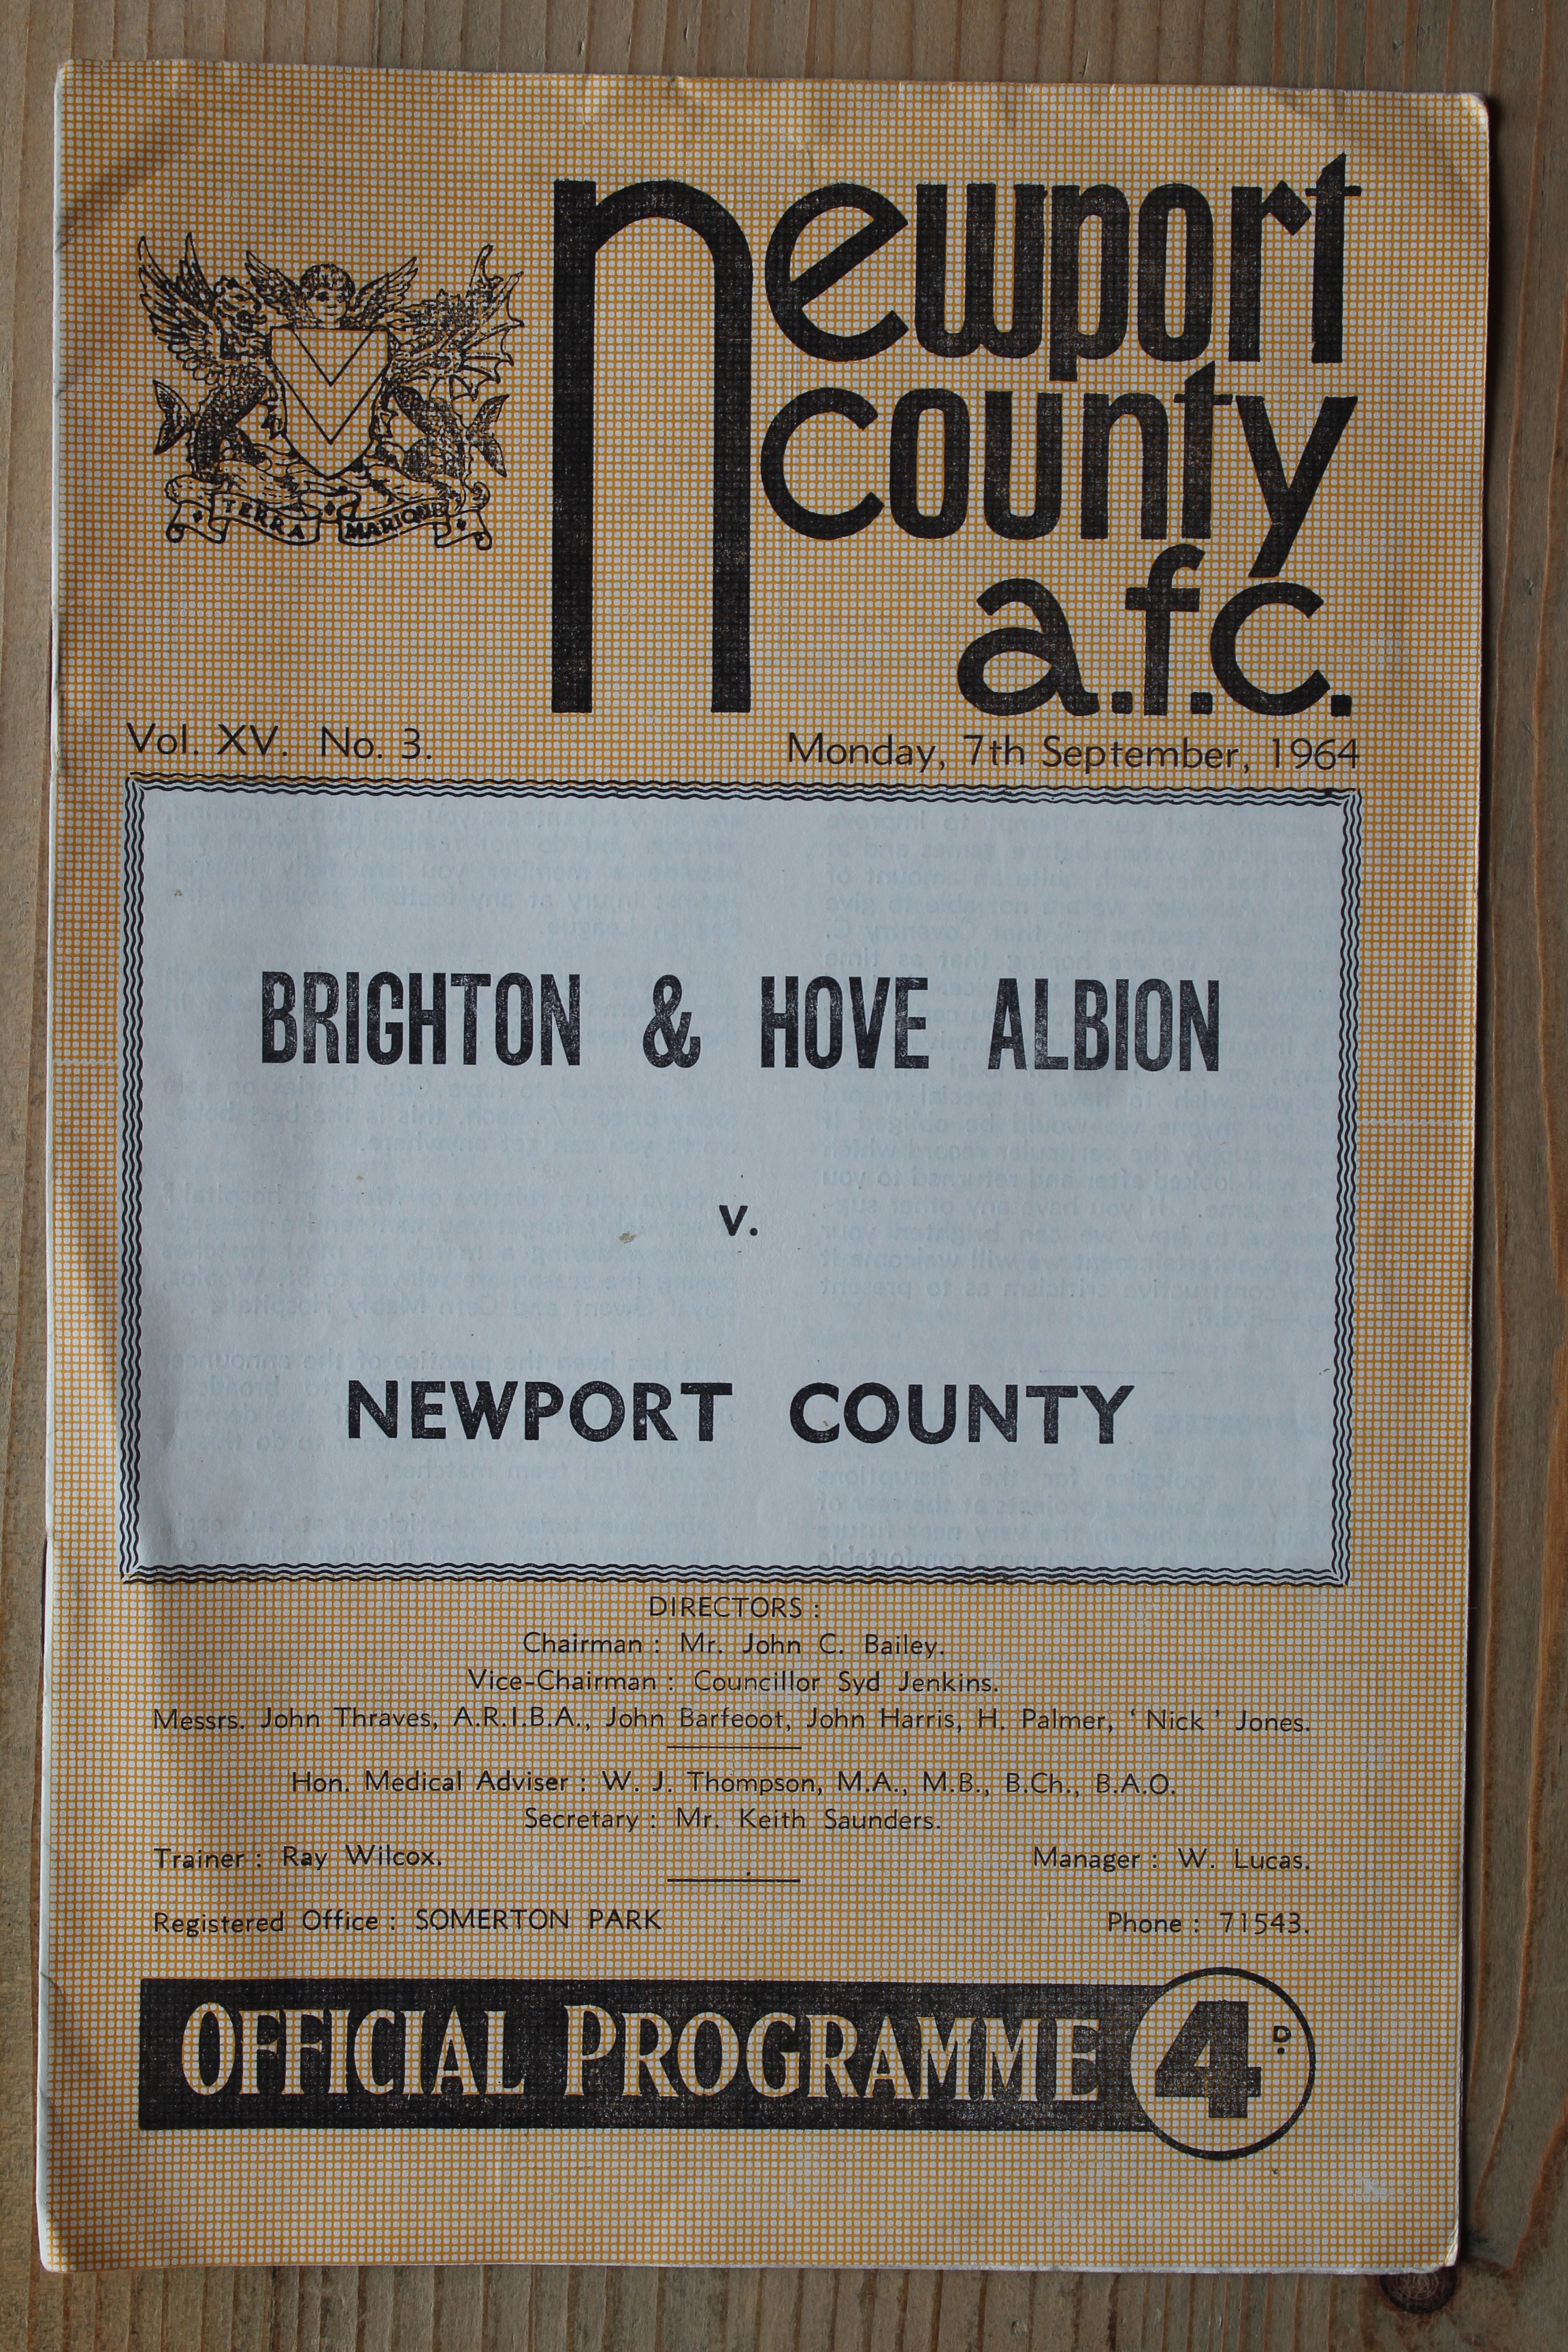 newport
county
a.f.c.
TERRA MARIQUE
Vol. XV. No. 3.
Monday, 7th September, 1964
BRIGHTON & HOVE ALBION
v.
NEWPORT COUNTY
DIRECTORS :
Chairman : Mr. John C. Bailey.
Vice-Chairman : Councillor Syd Jenkins.
Messrs. John Thraves, A.R.I.B.A., John Barfeoot, John Harris, H. Palmer, ‘ Nick ’ Jones.
Hon. Medical Adviser : W. J. Thompson, M.A., M.B., B.Ch., B.A.O.
Secretary : Mr. Keith Saunders.
Trainer : Ray Wilcox.
Manager : W. Lucas.
Registered Office : SOMERTON PARK
Phone : 71543.
OFFICIAL PROGRAMME 4D.